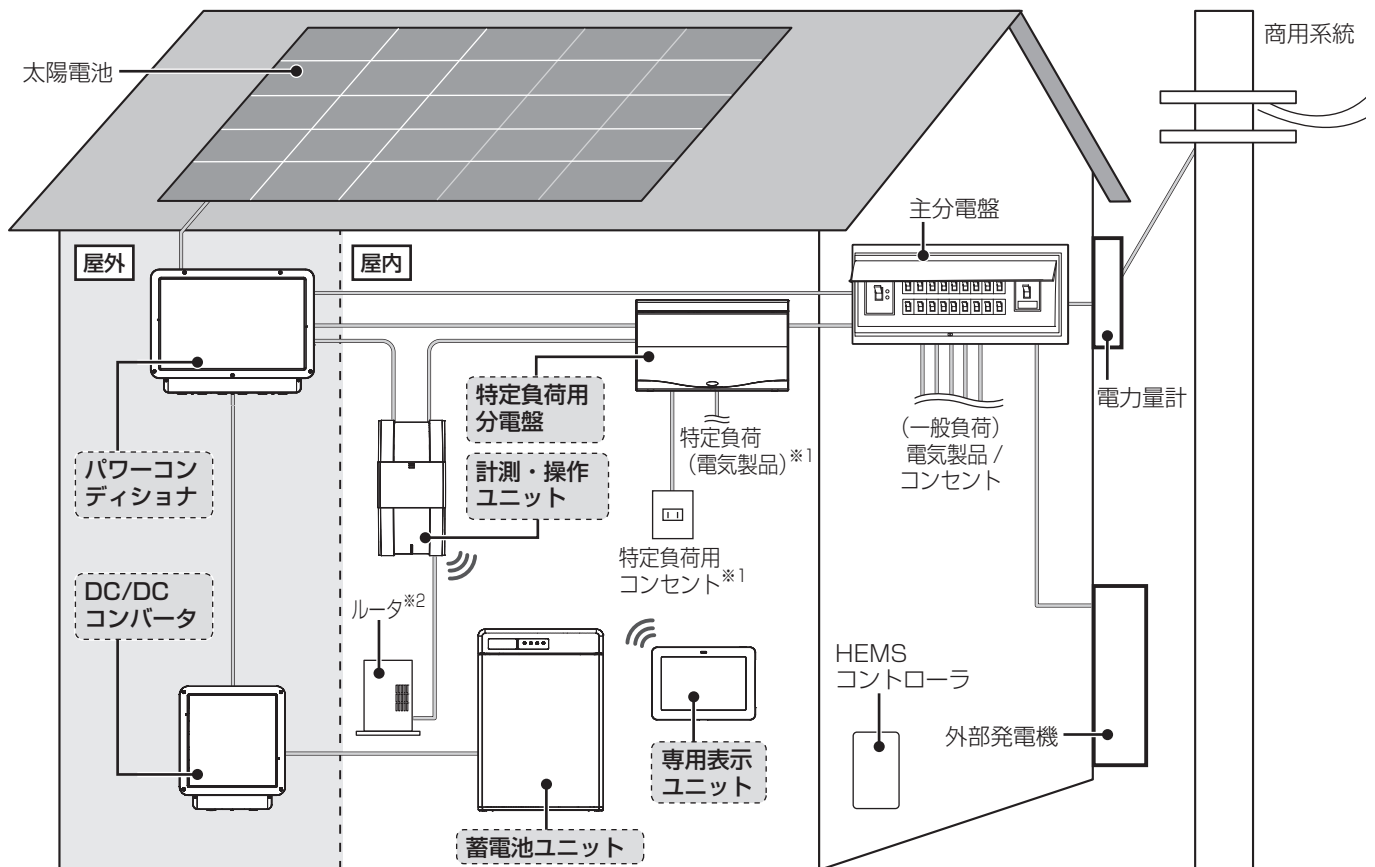 商用系統
太陽電池
主分電盤
屋外
屋内
特定負荷用
分電盤
電力量計
特定負荷
(電気製品)※1
(一般負荷)
電気製品 /
コンセント
パワーコン
ディショナ
計測・操作
ユニット
特定負荷用
コンセント※1
DC/DC
コンバータ
ルータ※2
HEMS
コントローラ
外部発電機
専用表示
ユニット
蓄電池ユニット